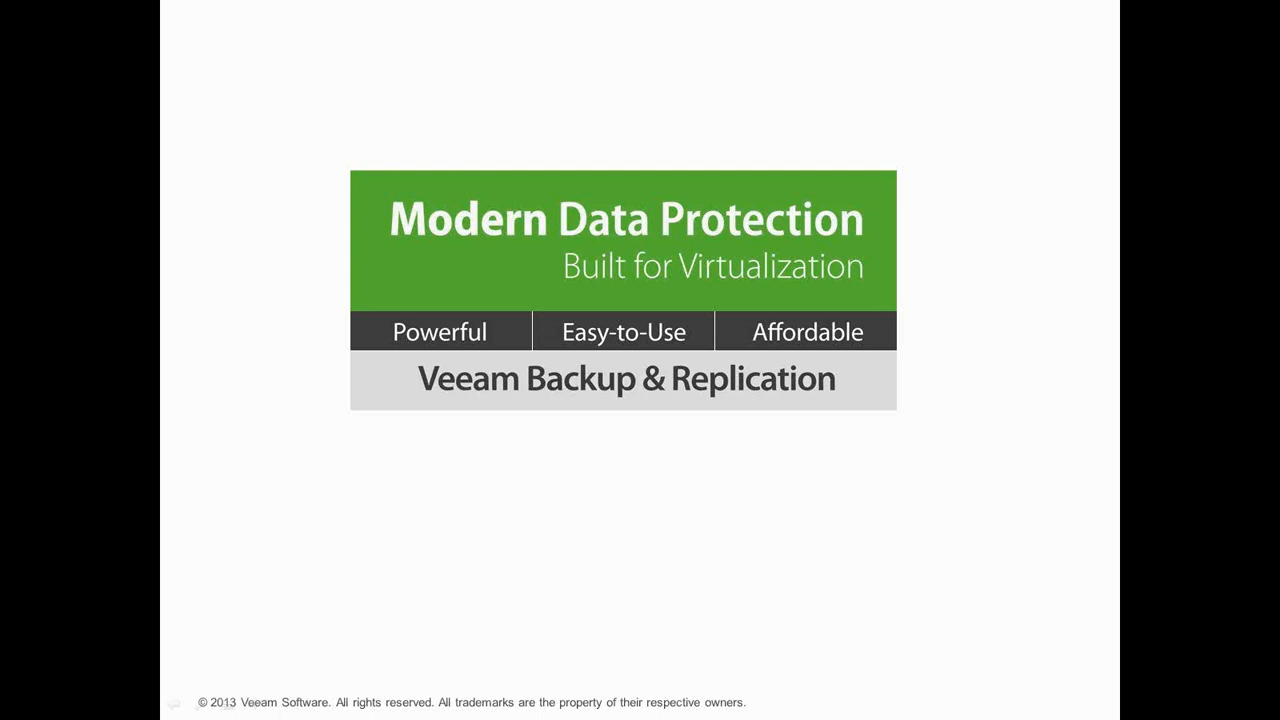 Modern Data Protection
Built for Virtualization
Powerful Easy-to-Use Affordable
Veeam Backup & Replication
© 2013 Veeam Software. All rights reserved. All trademarks are the property of their respective owners.